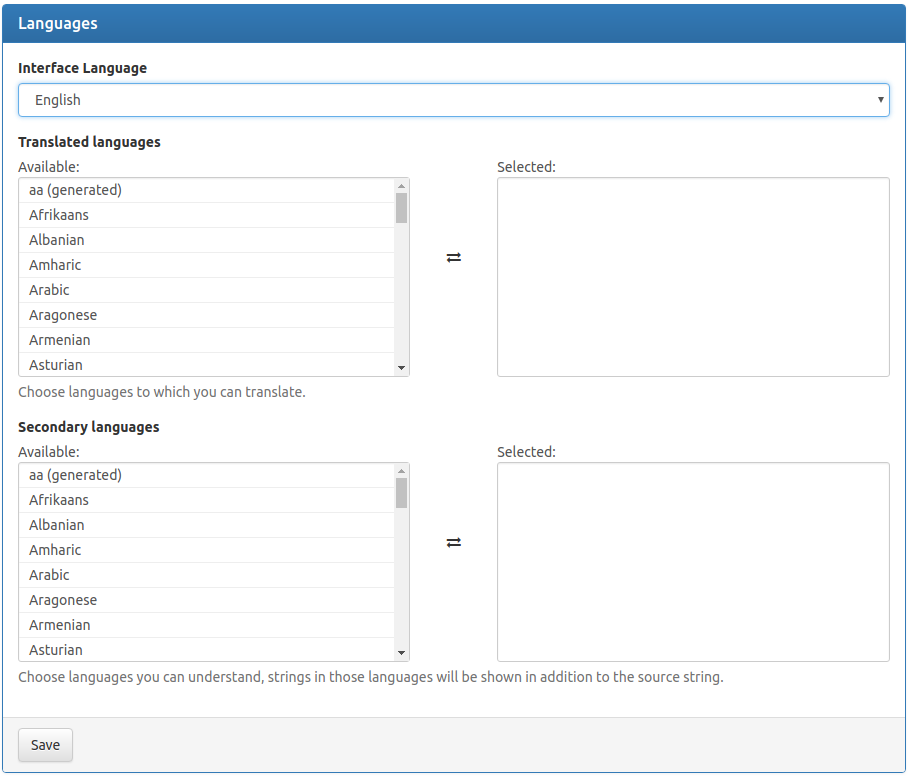 Languages
Interface Language
English
Translated languages
Available:
Selected:
aa (generated)
Afrikaans
Albanian
Amharic
Arabic
Aragonese
Armenian
Asturian
Choose languages to which you can translate.
Secondary languages
Available:
Selected:
aa (generated)
Afrikaans
Albanian
Amharic
Arabic
Aragonese
Armenian
Asturian
Choose languages you can understand, strings in those languages will be shown in addition to the source string.
Save